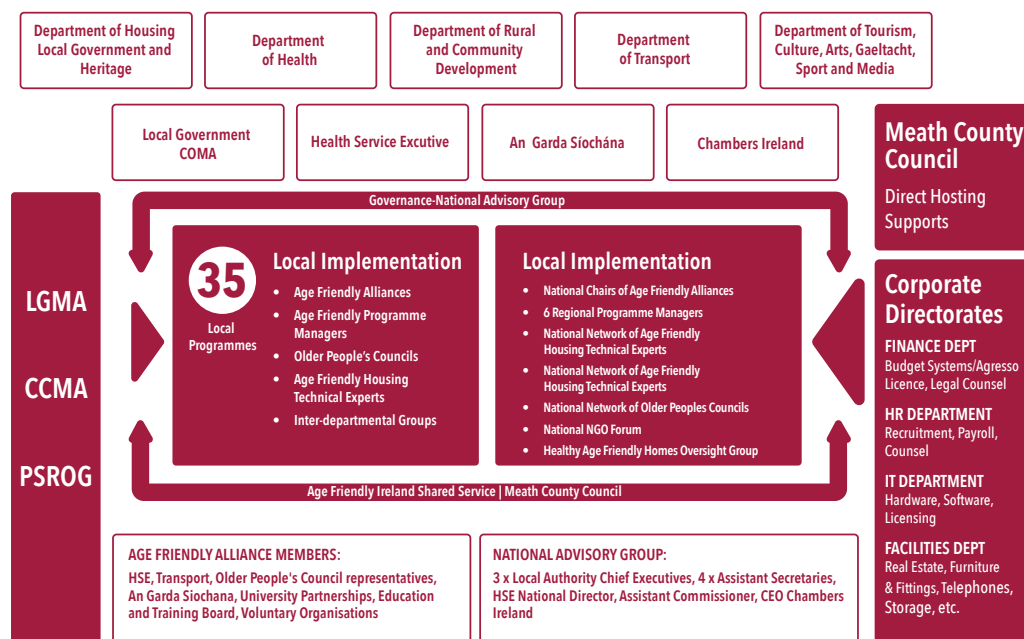 Department of Housing
Local Government and
Heritage
Department
of Health
Department of Rural
and Community
Development
Department
of Transport
Department of Tourism,
Culture, Arts, Gaeltacht,
Sport and Media
Local Government
COMA
Health Service Excutive
An Garda Síochána
Chambers Ireland
Meath County
Council
Direct Hosting
Supports
Governance-National Advisory Group
LGMA
CCMA
PSROG
35
Local
Programmes
Local Implementation
• Age Friendly Alliances
• Age Friendly Programme
Managers
• Older People's Councils
• Age Friendly Housing
Technical Experts
• Inter-departmental Groups
Local Implementation
• National Chairs of Age Friendly Alliances
• 6 Regional Programme Managers
• National Network of Age Friendly
Housing Technical Experts
• National Network of Age Friendly
Housing Technical Experts
• National Network of Older Peoples Councils
• National NGO Forum
• Healthy Age Friendly Homes Oversight Group
Age Friendly Ireland Shared Service | Meath County Council
Corporate
Directorates
FINANCE DEPT
Budget Systems/Agresso
Licence, Legal Counsel
HR DEPARTMENT
Recruitment, Payroll,
Counsel
IT DEPARTMENT
Hardware, Software,
Licensing
FACILITIES DEPT
Real Estate, Furniture
& Fittings, Telephones,
Storage, etc.
AGE FRIENDLY ALLIANCE MEMBERS:
HSE, Transport, Older People's Council representatives,
An Garda Siochana, University Partnerships, Education
and Training Board, Voluntary Organisations
NATIONAL ADVISORY GROUP:
3 x Local Authority Chief Executives, 4 x Assistant Secretaries,
HSE National Director, Assistant Commissioner, CEO Chambers
Ireland